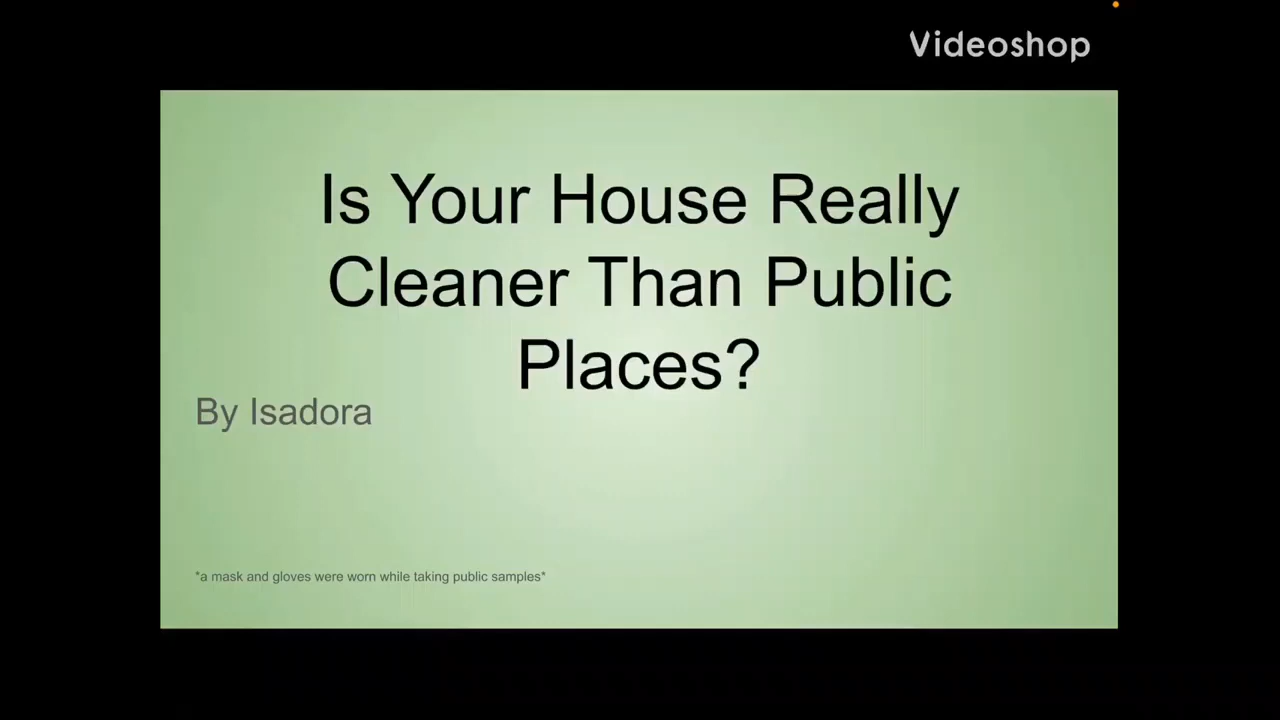 Videoshop
Is Your House Really
Cleaner Than Public
Places?
By Isadora
*a mask and gloves were worn while taking public samples*